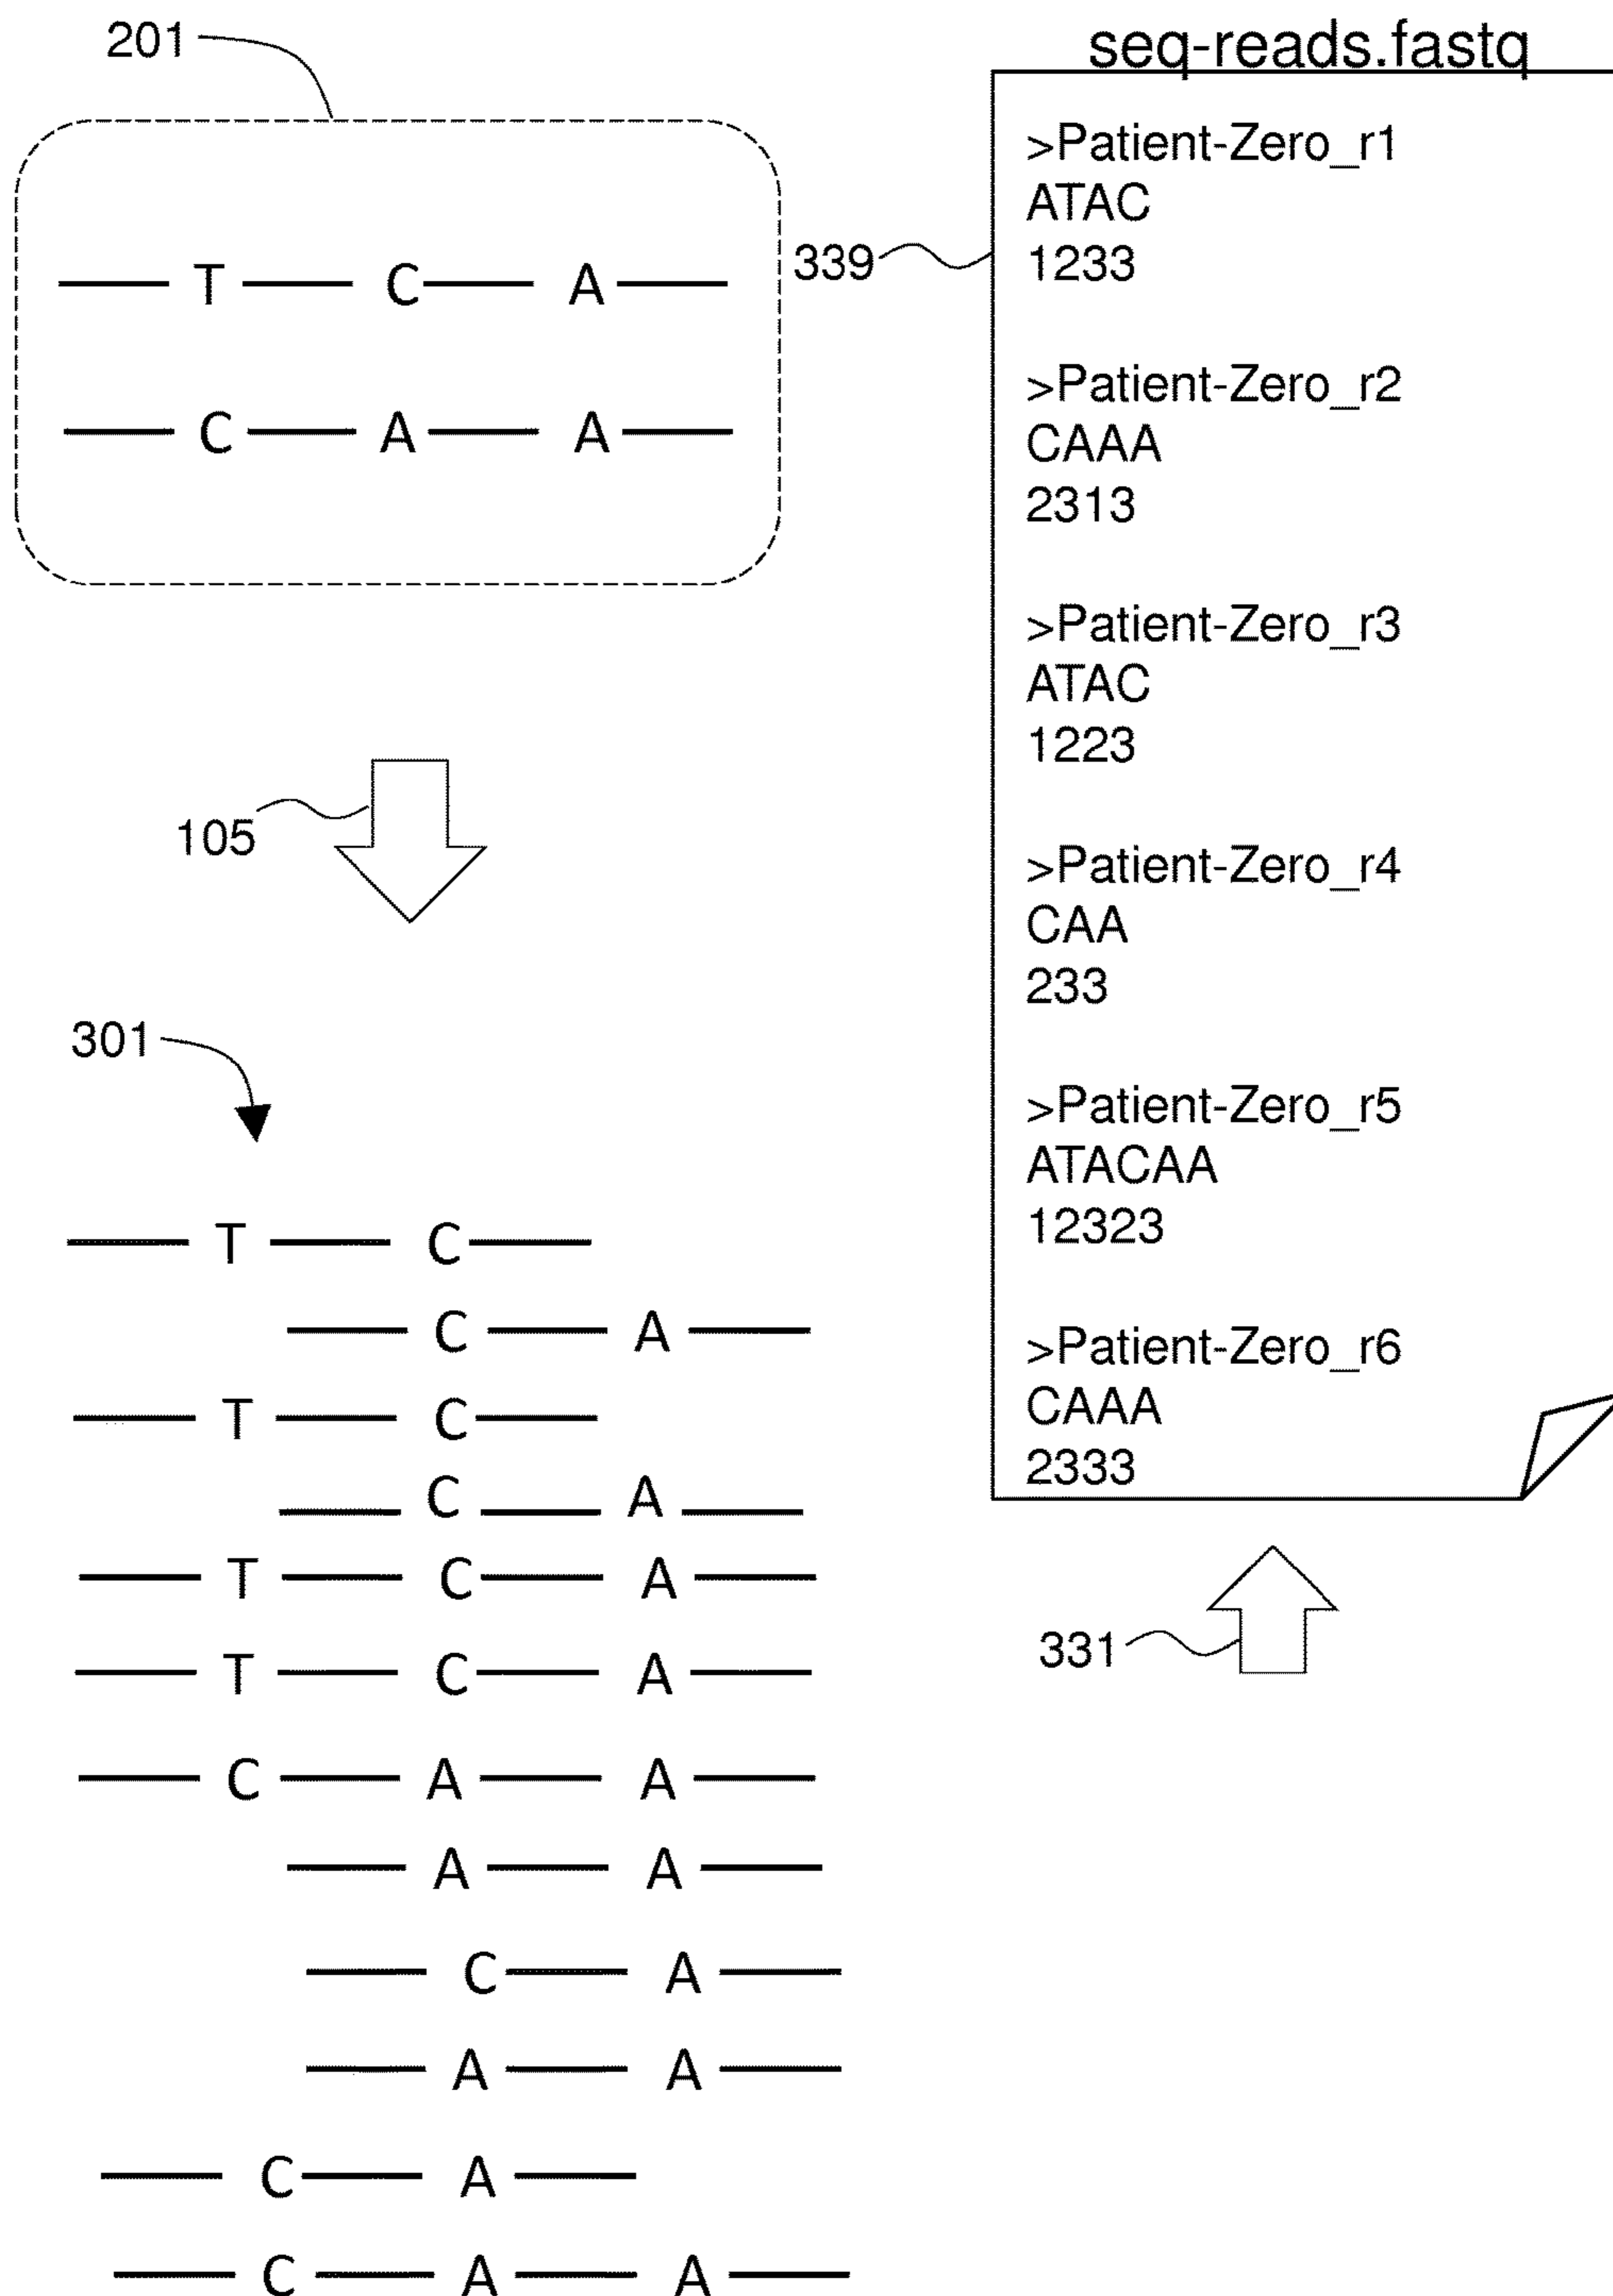 201
T C A
C A A
105
301
T C
C A
T C
C A
T C A
T C A
C A A
A A
C A
A A
C A
C A A
seq-reads.fastq
339
>Patient-Zero_r1
ATAC
1233
>Patient-Zero_r2
CAAA
2313
>Patient-Zero_r3
ATAC
1223
>Patient-Zero_r4
CAA
233
>Patient-Zero_r5
ATACAA
12323
>Patient-Zero_r6
CAAA
2333
331